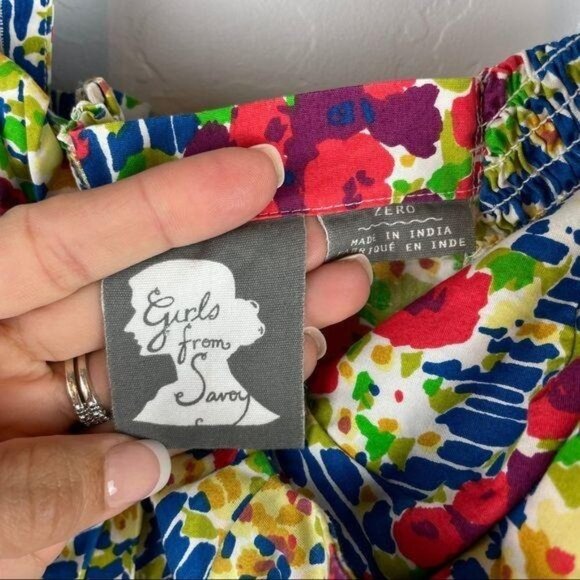 Girls
from
Savoy
ZERO
MADE IN INDIA
FABRIQUÉ EN INDE